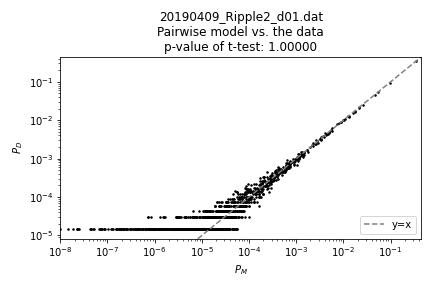 20190409_Ripple2_d01.dat
Pairwise model vs. the data
p-value of t-test: 1.00000
10⁻¹
10⁻²
10⁻³
10⁻⁴
10⁻⁵
P_D
y=x
10⁻⁸ 10⁻⁷ 10⁻⁶ 10⁻⁵ 10⁻⁴ 10⁻³ 10⁻² 10⁻¹
P_M